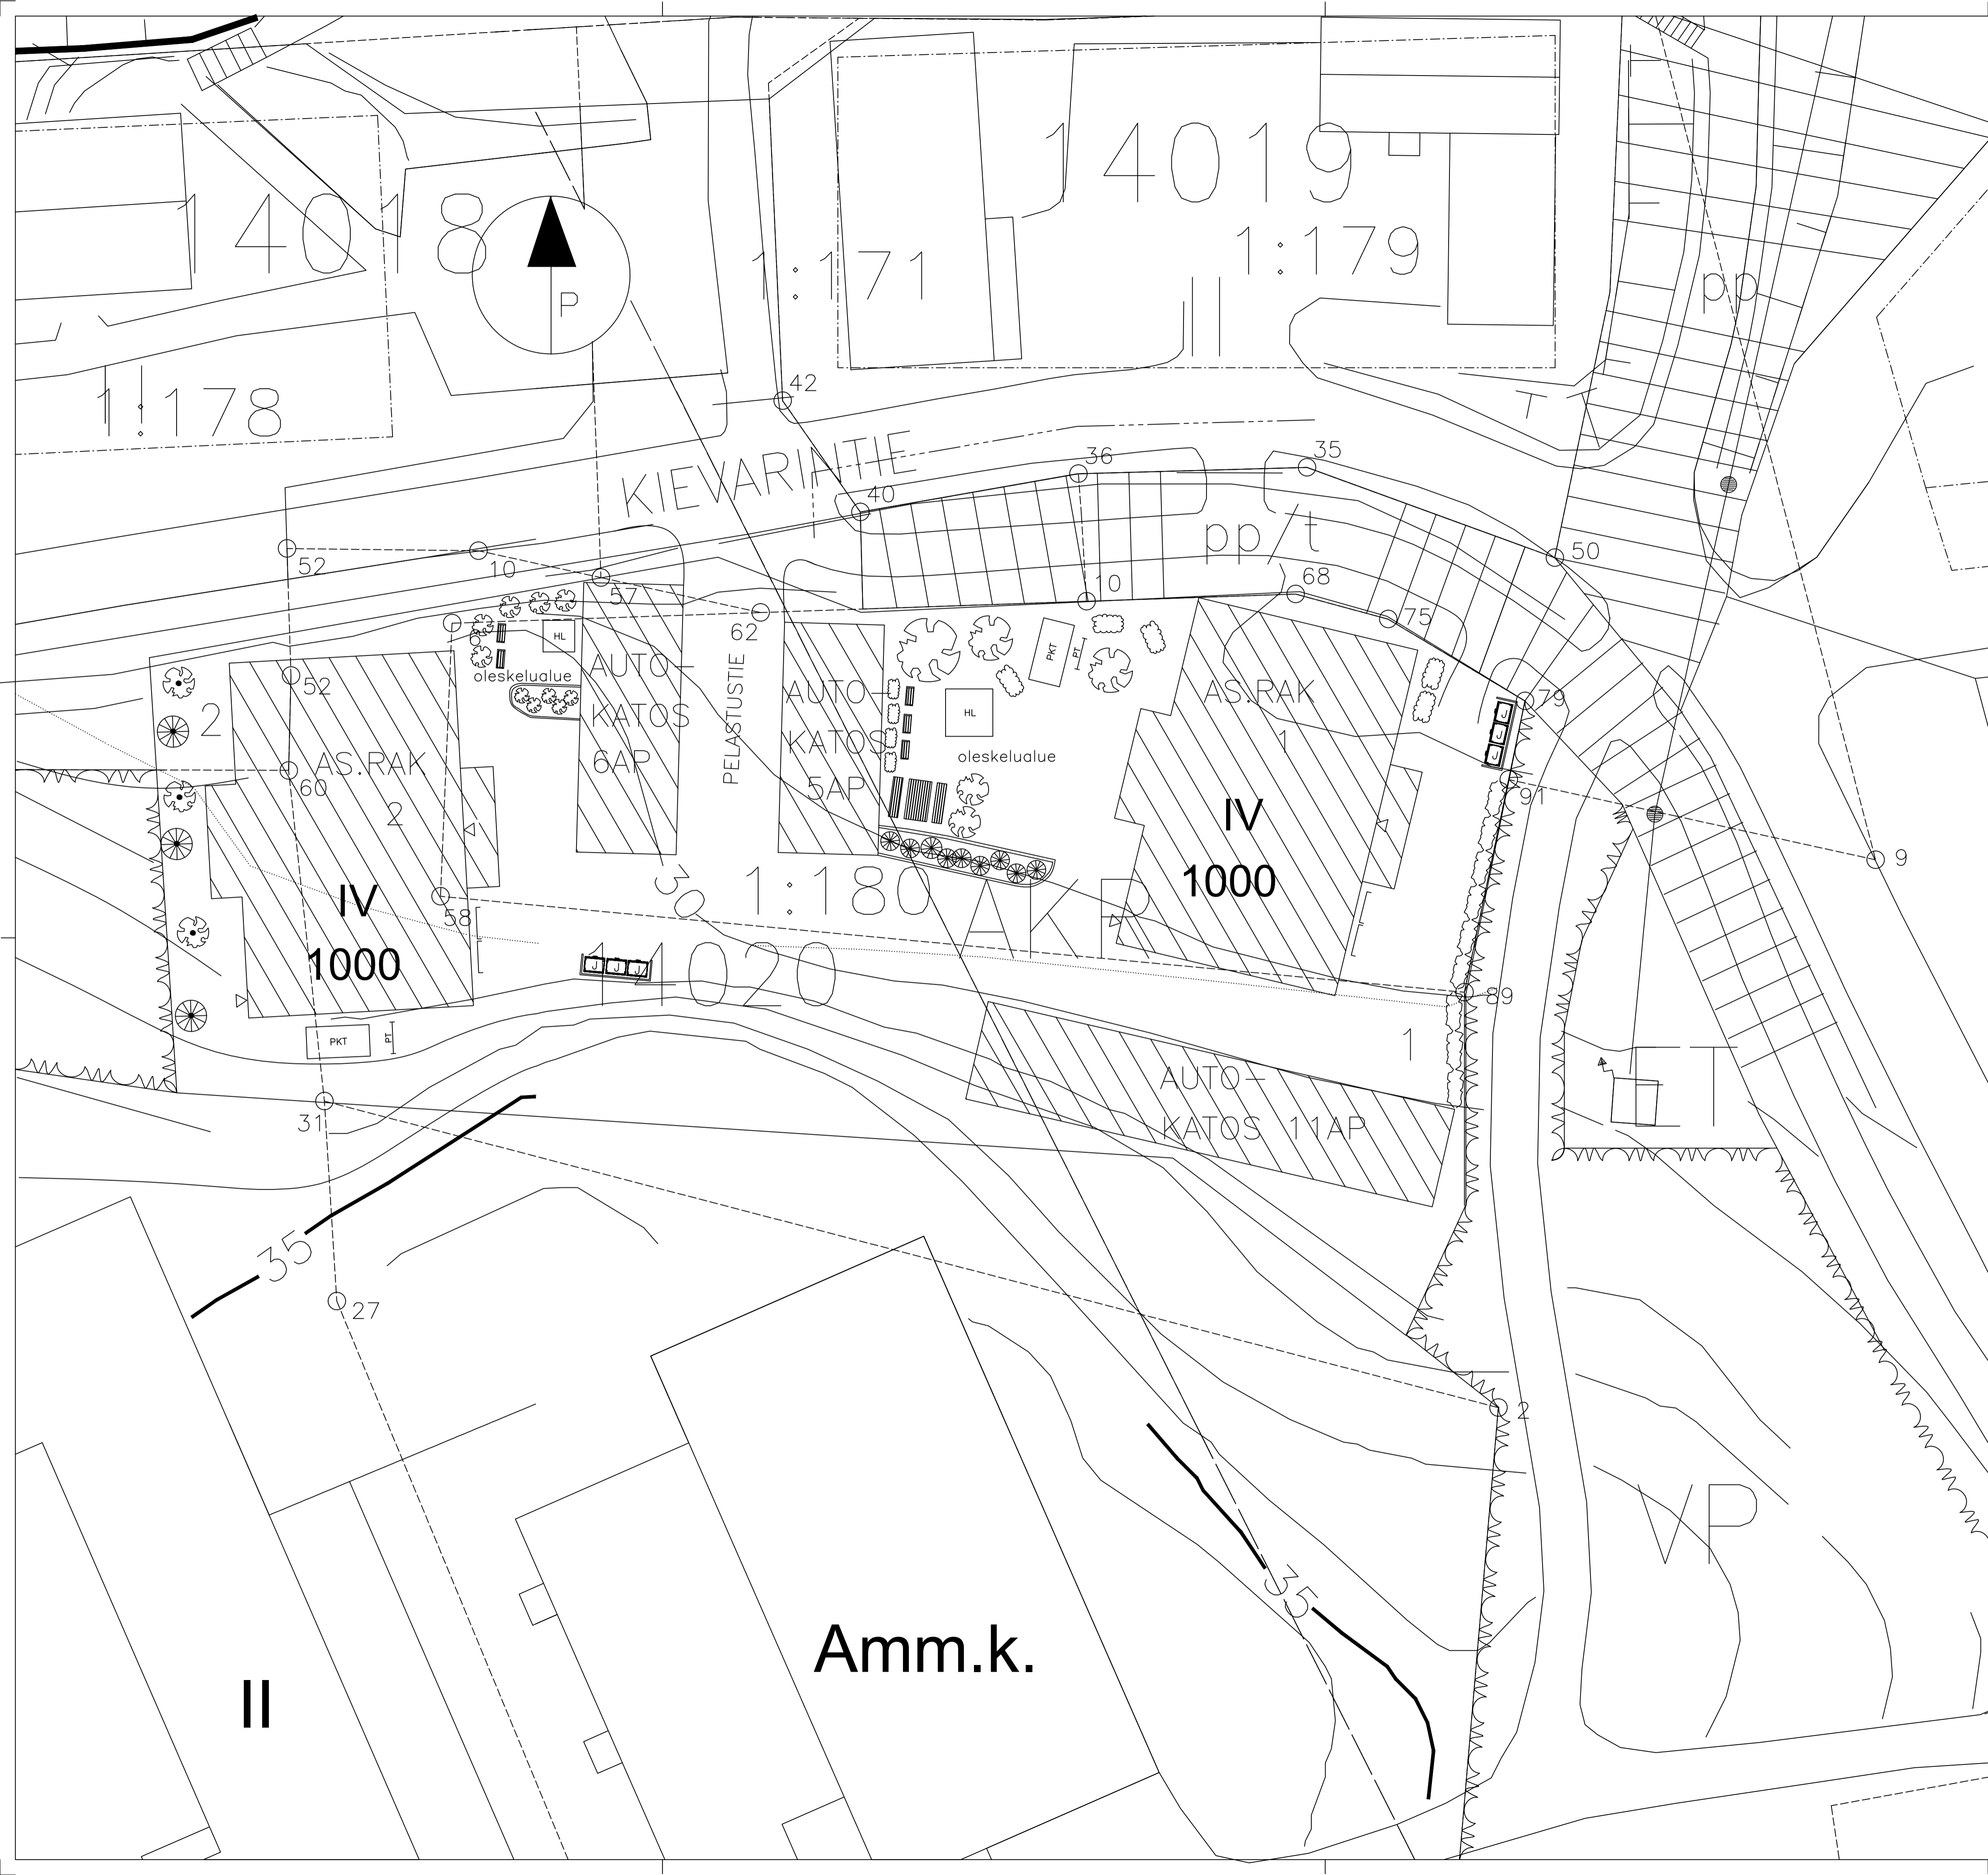 14019
14018
1:179
1:171
II
pp
P
1:178
42
KIEVARINTIE
36
35
40
pp/t
50
52
10
57
10
68
62
75
HL
PKT
PT
oleskelualue
AUTO-
KATOS
6AP
PELASTUSTIE
AUTO-
KATOS
5AP
HL
oleskelualue
AS.RAK
1
79
J
J
J
91
52
2
AS.RAK
2
60
IV
1000
IV
1000
9
30
1:180
AK
58
J
J
J
14020
89
1
PKT
PT
AUTO-
KATOS 11AP
ET
31
35
27
2
VP
35
Amm.k.
II